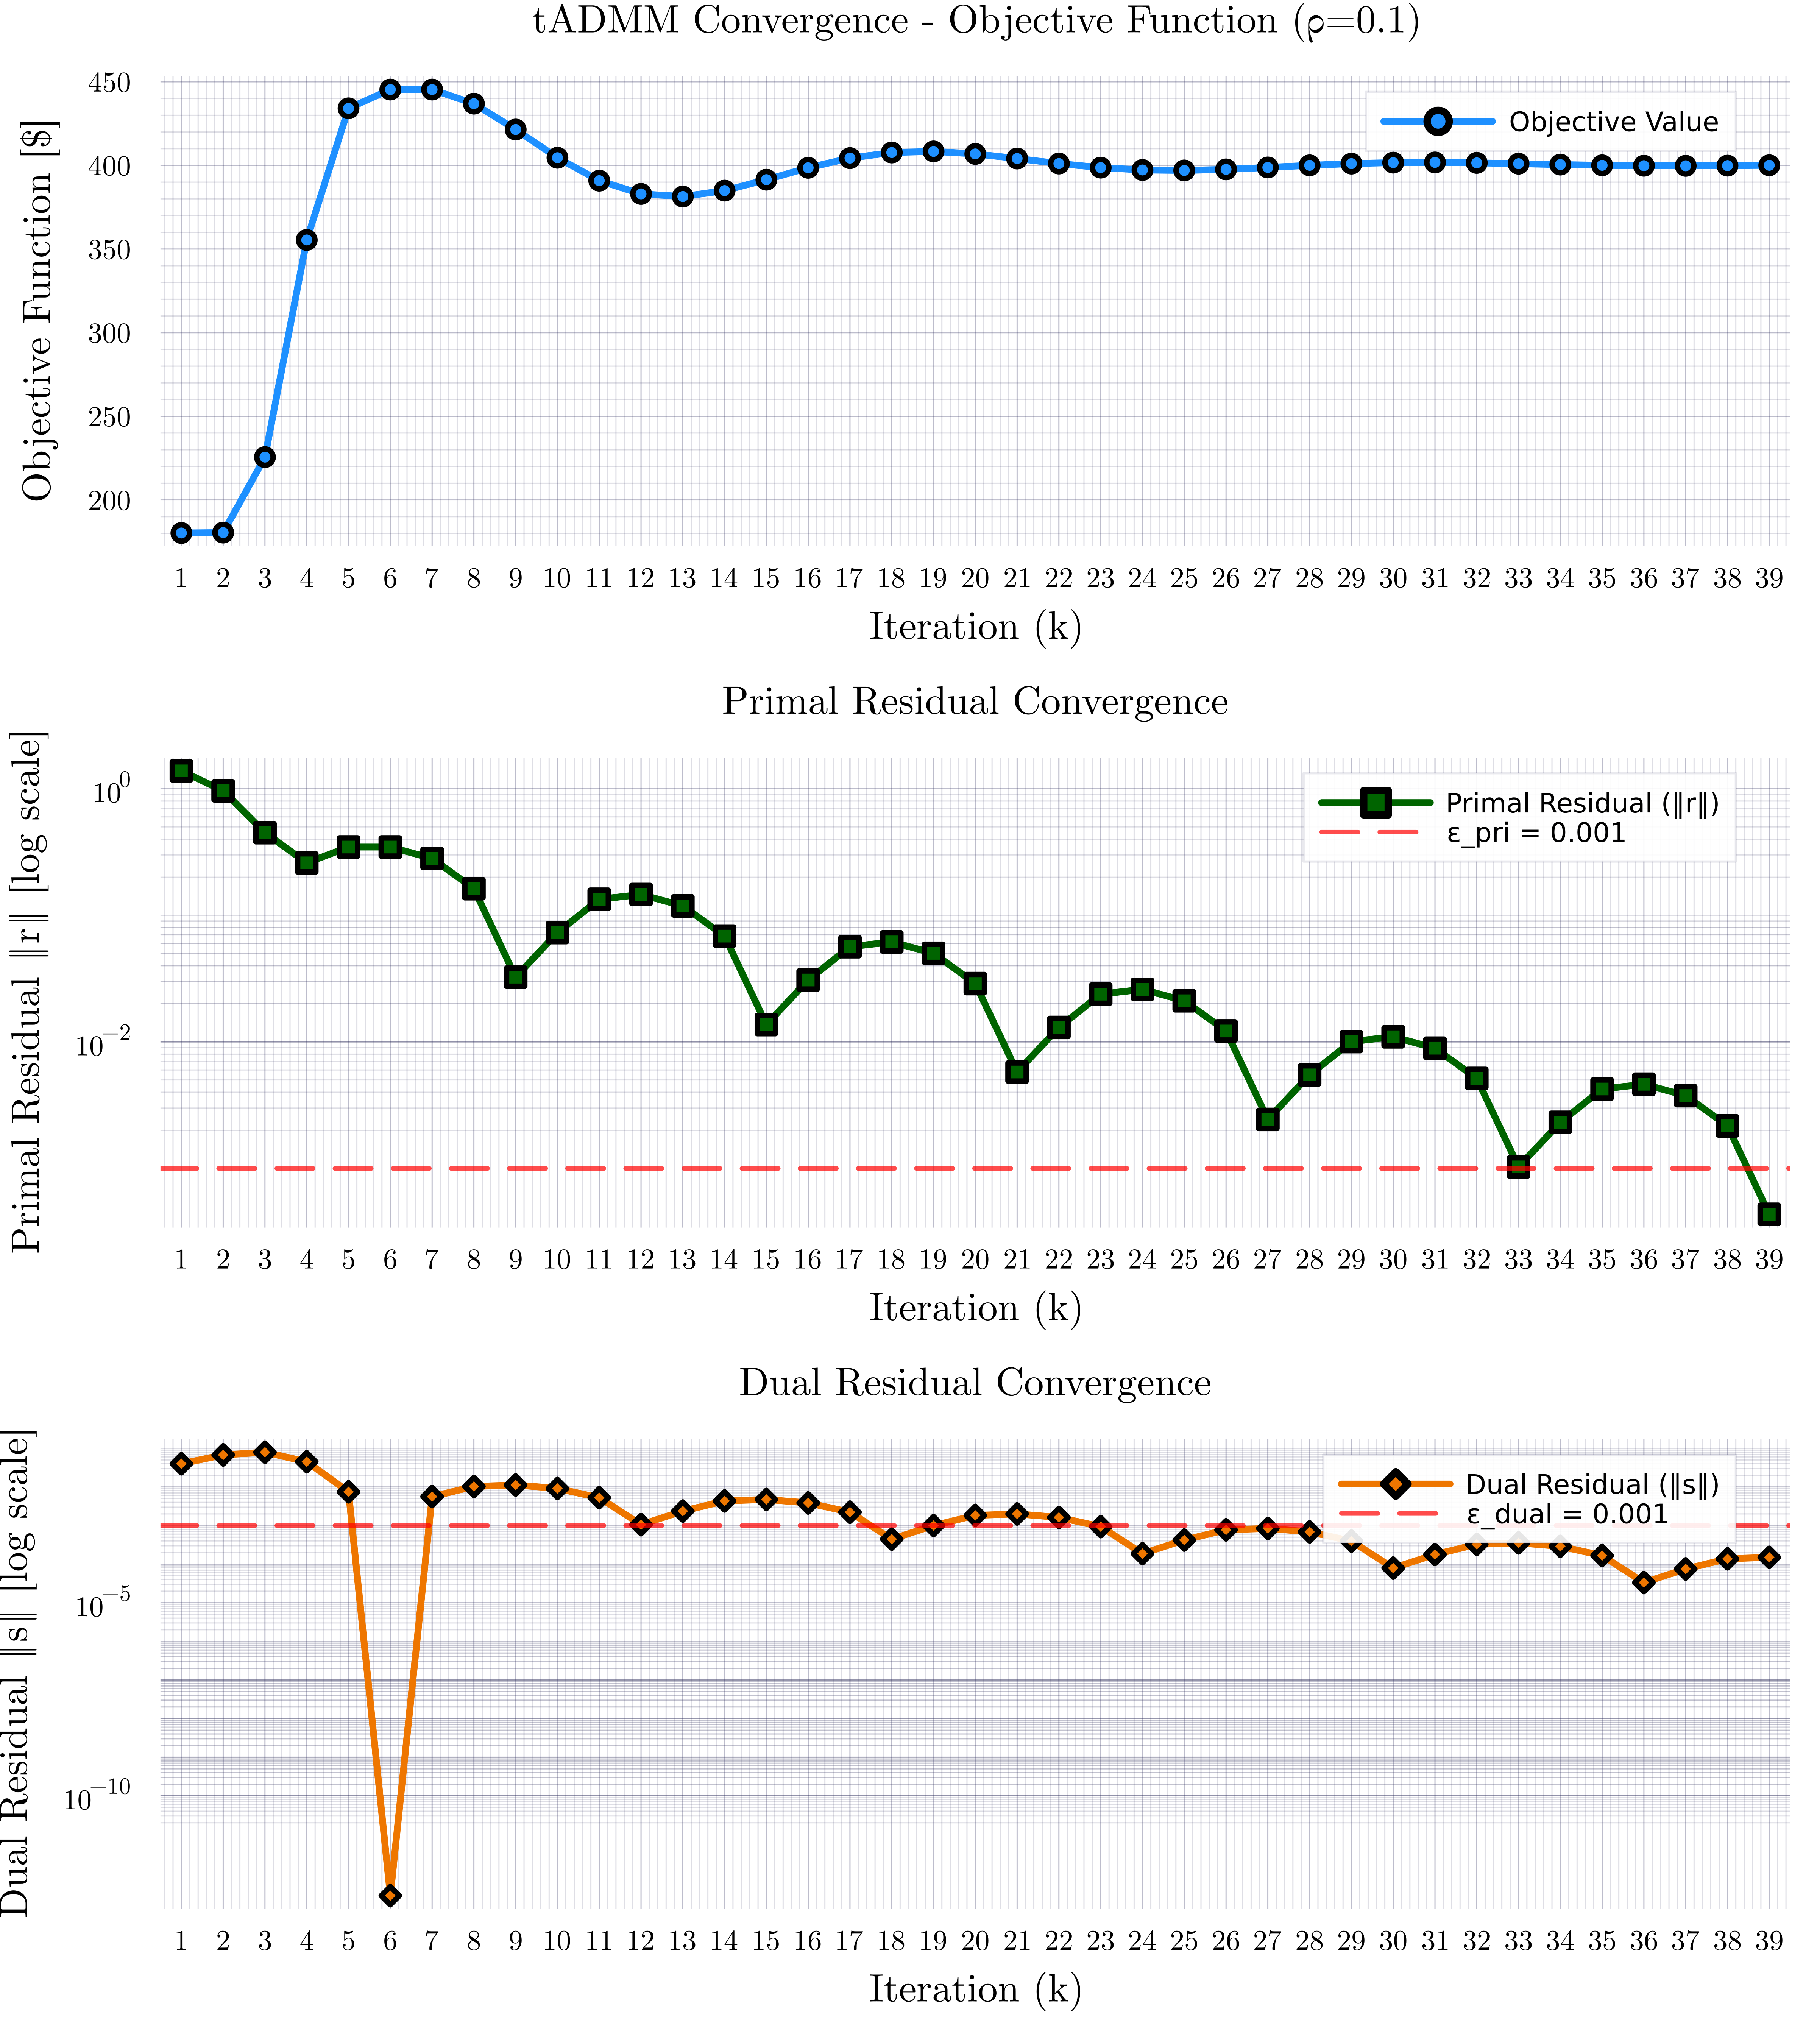 tADMM Convergence - Objective Function (ρ=0.1)
Objective Function [$]
450
400
350
300
250
200
Objective Value
1 2 3 4 5 6 7 8 9 10 11 12 13 14 15 16 17 18 19 20 21 22 23 24 25 26 27 28 29 30 31 32 33 34 35 36 37 38 39
Iteration (k)
Primal Residual Convergence
Primal Residual ‖r‖ [log scale]
10⁰
10⁻²
Primal Residual (‖r‖)
ε_pri = 0.001
1 2 3 4 5 6 7 8 9 10 11 12 13 14 15 16 17 18 19 20 21 22 23 24 25 26 27 28 29 30 31 32 33 34 35 36 37 38 39
Iteration (k)
Dual Residual Convergence
Dual Residual ‖s‖ [log scale]
10⁻⁵
10⁻¹⁰
Dual Residual (‖s‖)
ε_dual = 0.001
1 2 3 4 5 6 7 8 9 10 11 12 13 14 15 16 17 18 19 20 21 22 23 24 25 26 27 28 29 30 31 32 33 34 35 36 37 38 39
Iteration (k)